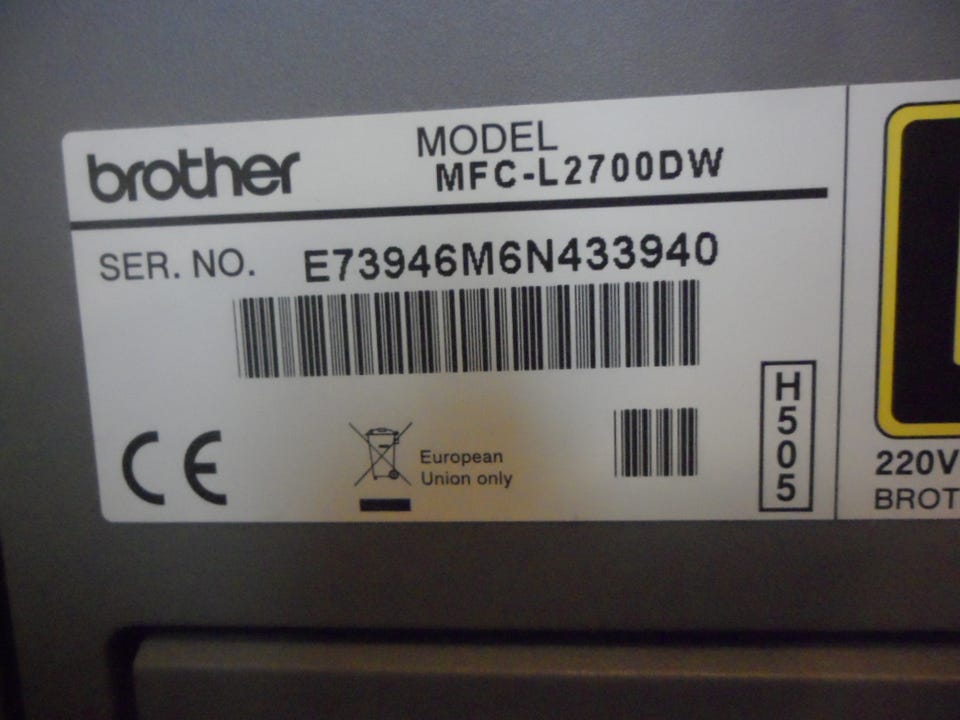 brother
MODEL
MFC-L2700DW
SER. NO. E73946M6N433940
CE
European
Union only
H505
220V
BROT